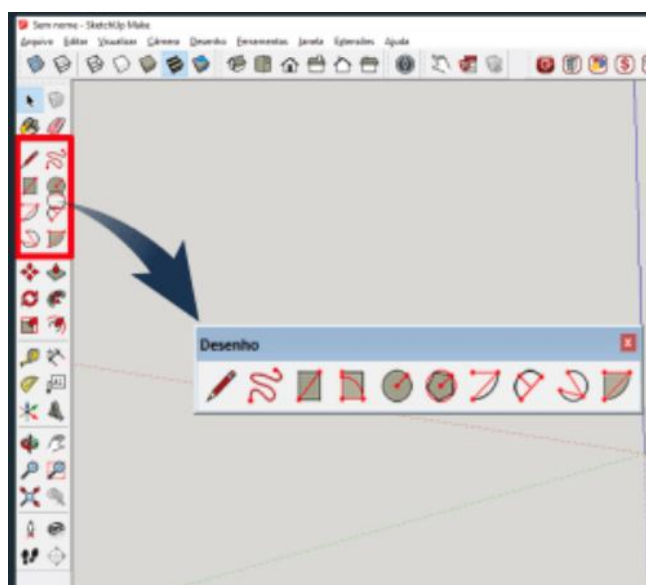 Sem nome - SketchUp Make
Arquivo Editar Visualizar Câmera Desenho Ferramentas Janela Extensões Ajuda
Desenho